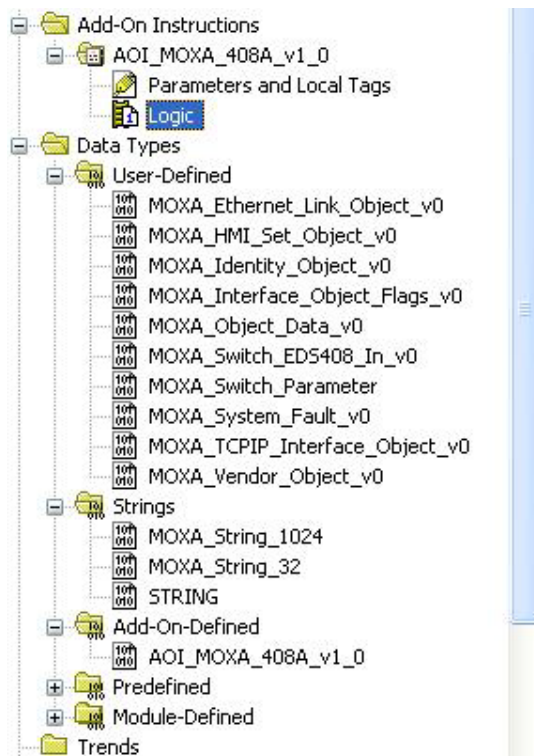 Add-On Instructions
AOI_MOXA_408A_v1_0
Parameters and Local Tags
Logic
Data Types
User-Defined
MOXA_Ethernet_Link_Object_v0
MOXA_HMI_Set_Object_v0
MOXA_Identity_Object_v0
MOXA_Interface_Object_Flags_v0
MOXA_Object_Data_v0
MOXA_Switch_EDS408_In_v0
MOXA_Switch_Parameter
MOXA_System_Fault_v0
MOXA_TCPIP_Interface_Object_v0
MOXA_Vendor_Object_v0
Strings
MOXA_String_1024
MOXA_String_32
STRING
Add-On-Defined
AOI_MOXA_408A_v1_0
Predefined
Module-Defined
Trends